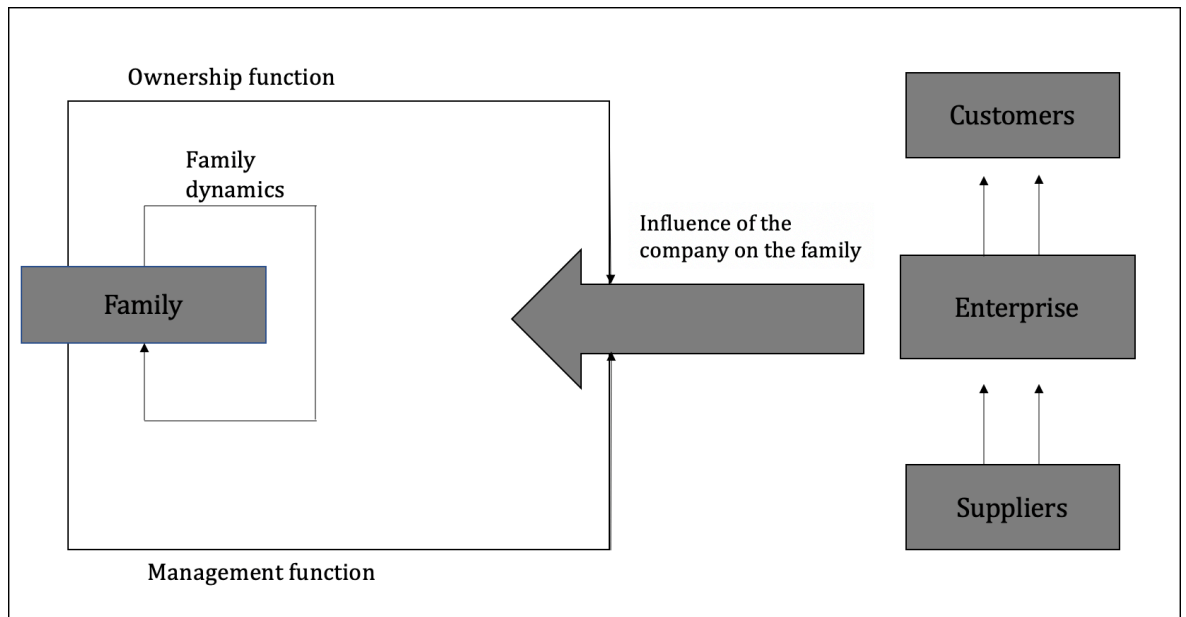 Ownership function
Customers
Family
dynamics
Influence of the
company on the family
Family
Enterprise
Suppliers
Management function